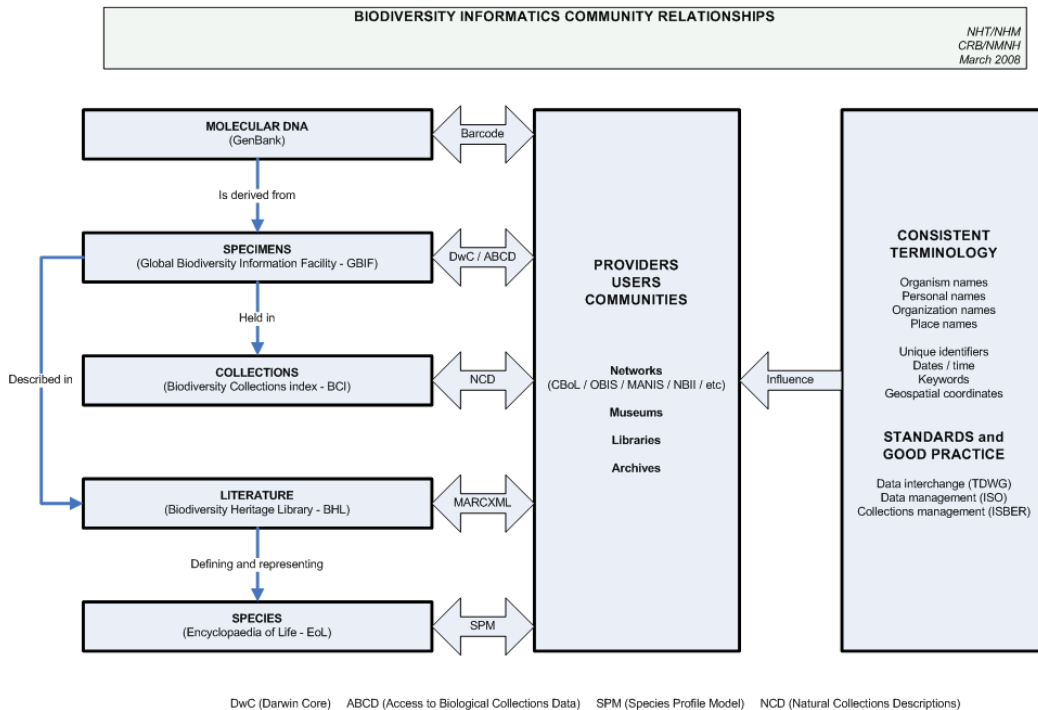 BIODIVERSITY INFORMATICS COMMUNITY RELATIONSHIPS
NHT/NHM
CRB/NMNH
March 2008
MOLECULAR DNA
(GenBank)
Barcode
Is derived from
SPECIMENS
(Global Biodiversity Information Facility - GBIF)
DwC / ABCD
Held in
COLLECTIONS
(Biodiversity Collections index - BCI)
NCD
Described in
LITERATURE
(Biodiversity Heritage Library - BHL)
MARCXML
Defining and representing
SPECIES
(Encyclopaedia of Life - EoL)
SPM
PROVIDERS
USERS
COMMUNITIES
Networks
(CBoL / OBIS / MANIS / NBII / etc)
Museums
Libraries
Archives
Influence
CONSISTENT
TERMINOLOGY
Organism names
Personal names
Organization names
Place names
Unique identifiers
Dates / time
Keywords
Geospatial coordinates
STANDARDS and
GOOD PRACTICE
Data interchange (TDWG)
Data management (ISO)
Collections management (ISBER)
DwC (Darwin Core) ABCD (Access to Biological Collections Data) SPM (Species Profile Model) NCD (Natural Collections Descriptions)